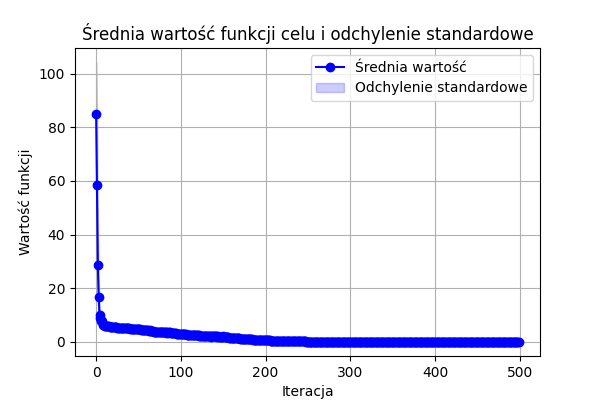 Średnia wartość funkcji celu i odchylenie standardowe
Średnia wartość
Odchylenie standardowe
Wartość funkcji
100
80
60
40
20
0
0 100 200 300 400 500
Iteracja